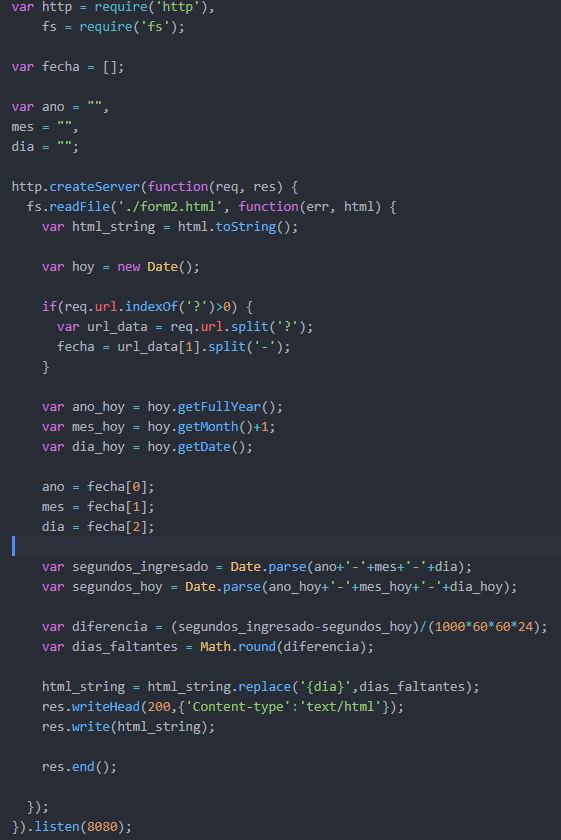 var http = require('http'),
    fs = require('fs');

var fecha = [];

var ano = "",
mes = "",
dia = "";

http.createServer(function(req, res) {
  fs.readFile('./form2.html', function(err, html) {
    var html_string = html.toString();

    var hoy = new Date();

    if(req.url.indexOf('?')>0) {
      var url_data = req.url.split('?');
      fecha = url_data[1].split('-');
    }

    var ano_hoy = hoy.getFullYear();
    var mes_hoy = hoy.getMonth()+1;
    var dia_hoy = hoy.getDate();

    ano = fecha[0];
    mes = fecha[1];
    dia = fecha[2];

    var segundos_ingresado = Date.parse(ano+'-'+mes+'-'+dia);
    var segundos_hoy = Date.parse(ano_hoy+'-'+mes_hoy+'-'+dia_hoy);

    var diferencia = (segundos_ingresado-segundos_hoy)/(1000*60*60*24);
    var dias_faltantes = Math.round(diferencia);

    html_string = html_string.replace('{dia}',dias_faltantes);
    res.writeHead(200,{'Content-type':'text/html'});
    res.write(html_string);

    res.end();

  });
}).listen(8080);